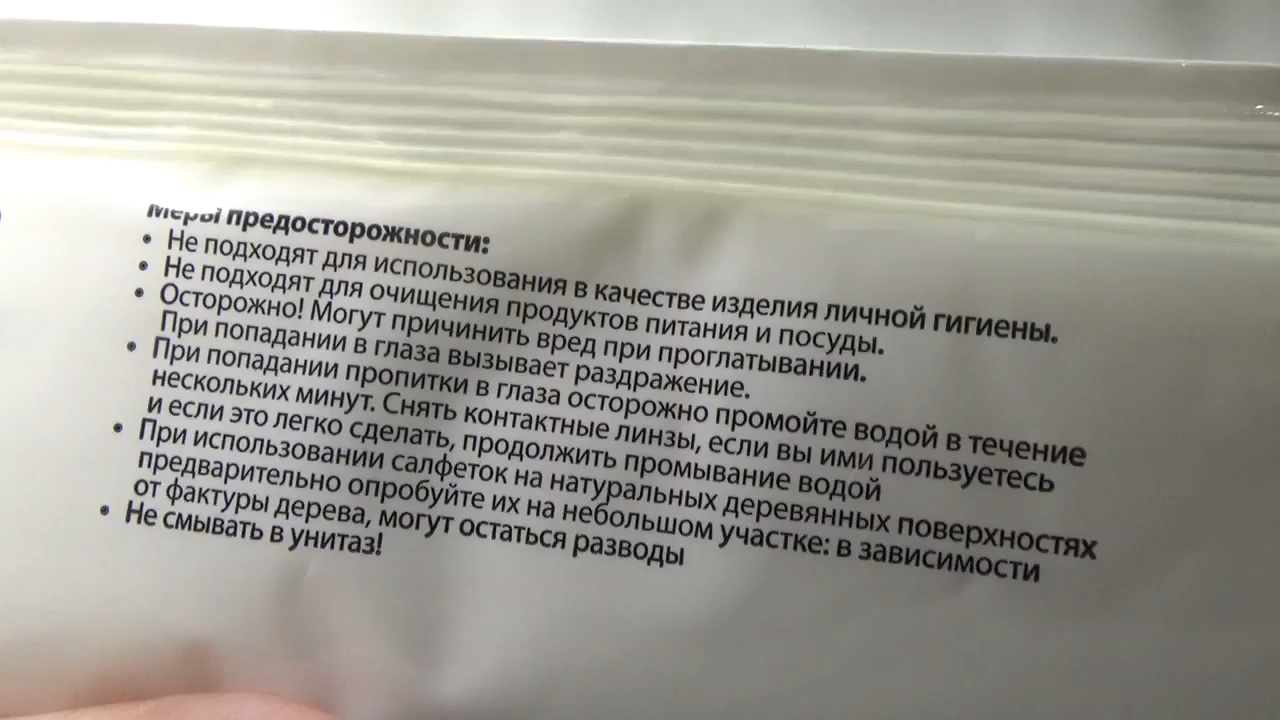 Меры предосторожности:
• Не подходят для использования в качестве изделия личной гигиены.
• Не подходят для очищения продуктов питания и посуды.
• Осторожно! Могут причинить вред при проглатывании.
При попадании в глаза вызывает раздражение.
• При попадании пропитки в глаза осторожно промойте водой в течение
нескольких минут. Снять контактные линзы, если вы ими пользуетесь
и если это легко сделать, продолжить промывание водой
• При использовании салфеток на натуральных деревянных поверхностях
предварительно опробуйте их на небольшом участке: в зависимости
от фактуры дерева, могут остаться разводы
• Не смывать в унитаз!